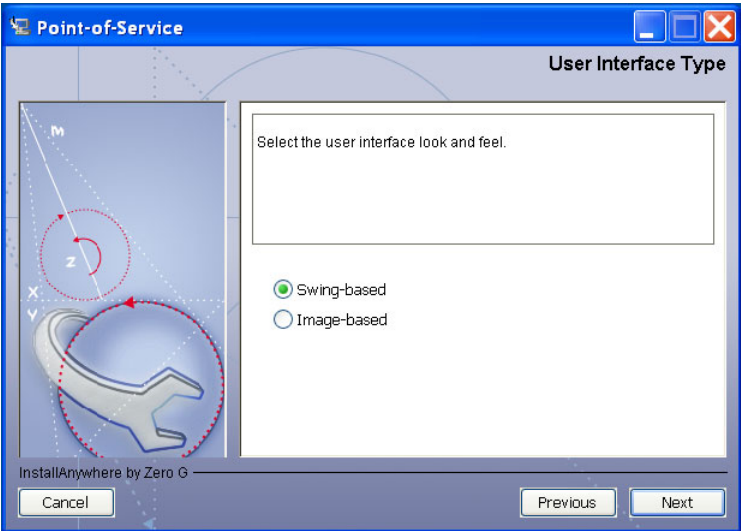 Point-of-Service
User Interface Type
M
Z
X
Y
Select the user interface look and feel.
Swing-based
Image-based
InstallAnywhere by Zero G
Cancel
Previous
Next